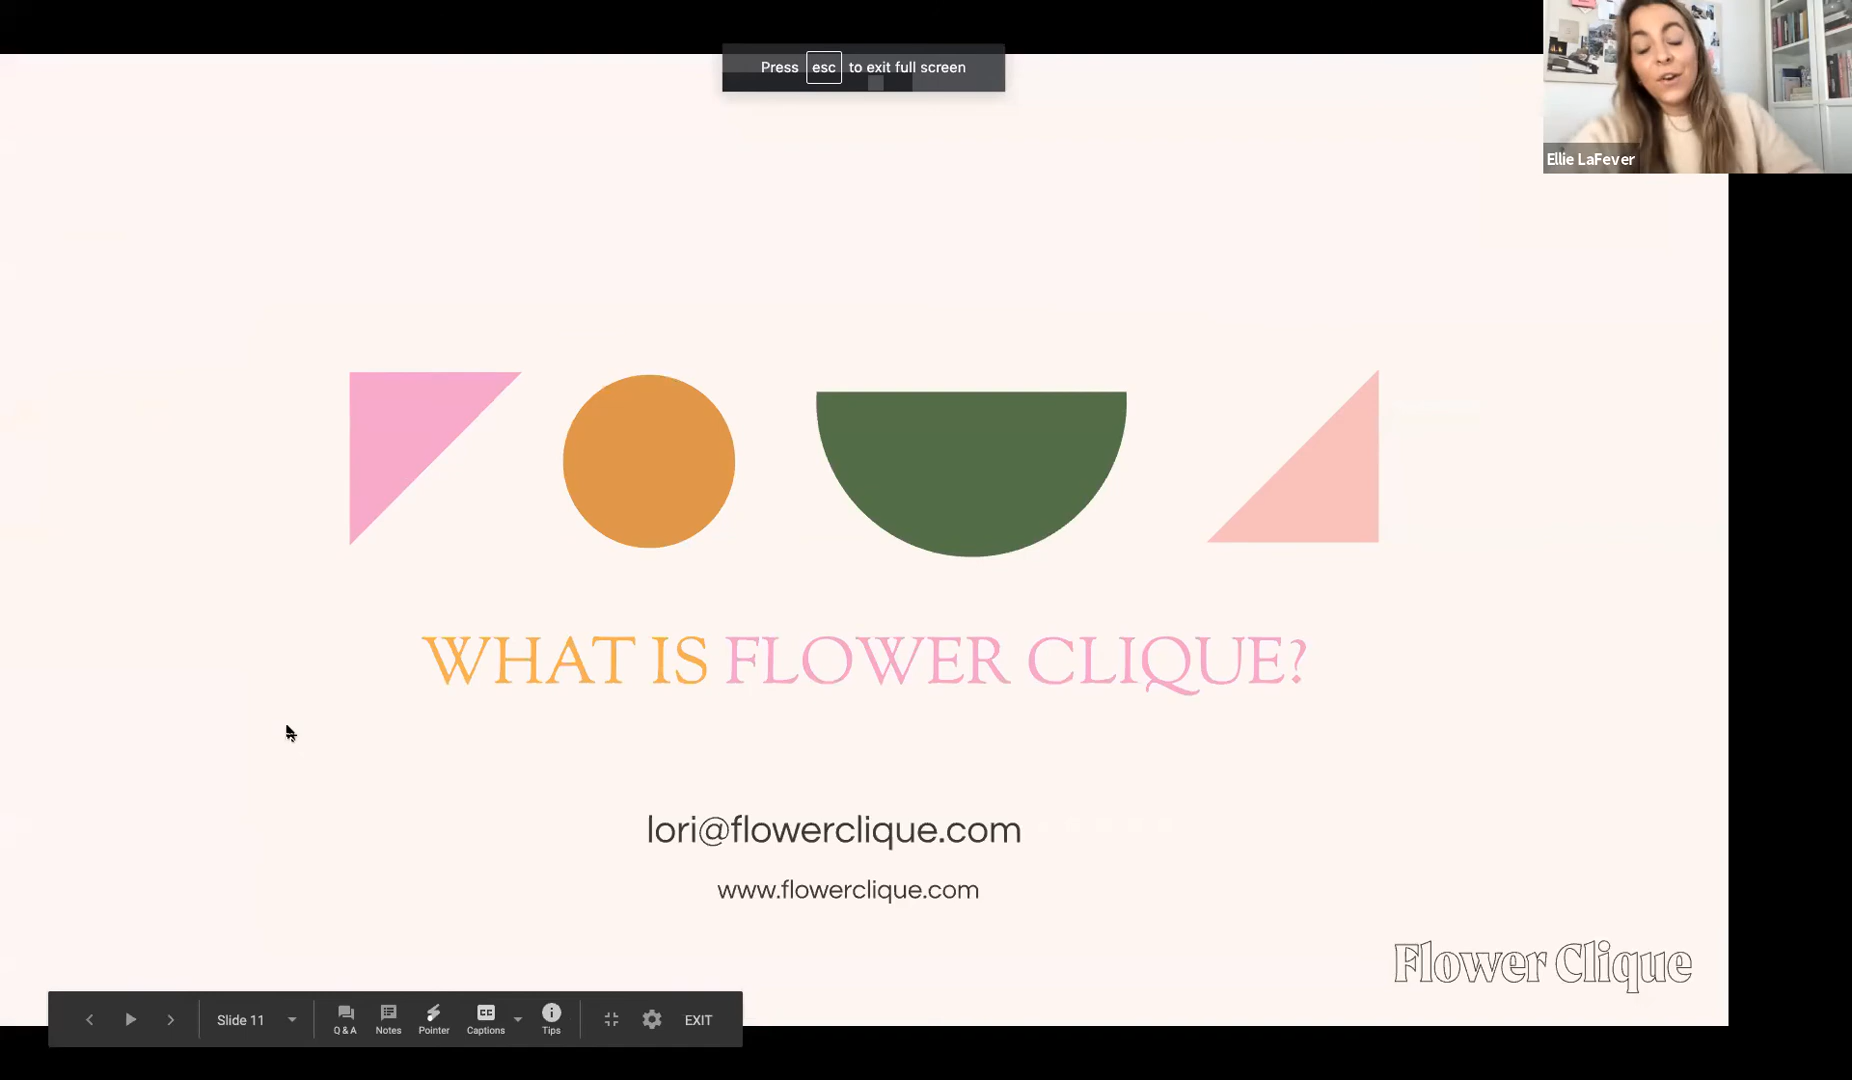 Press esc to exit full screen
Ellie LaFever
WHAT IS FLOWER CLIQUE?
lori@flowerclique.com
www.flowerclique.com
Flower Clique
Slide 11
Q & A
Notes
Pointer
CC
Captions
Tips
EXIT